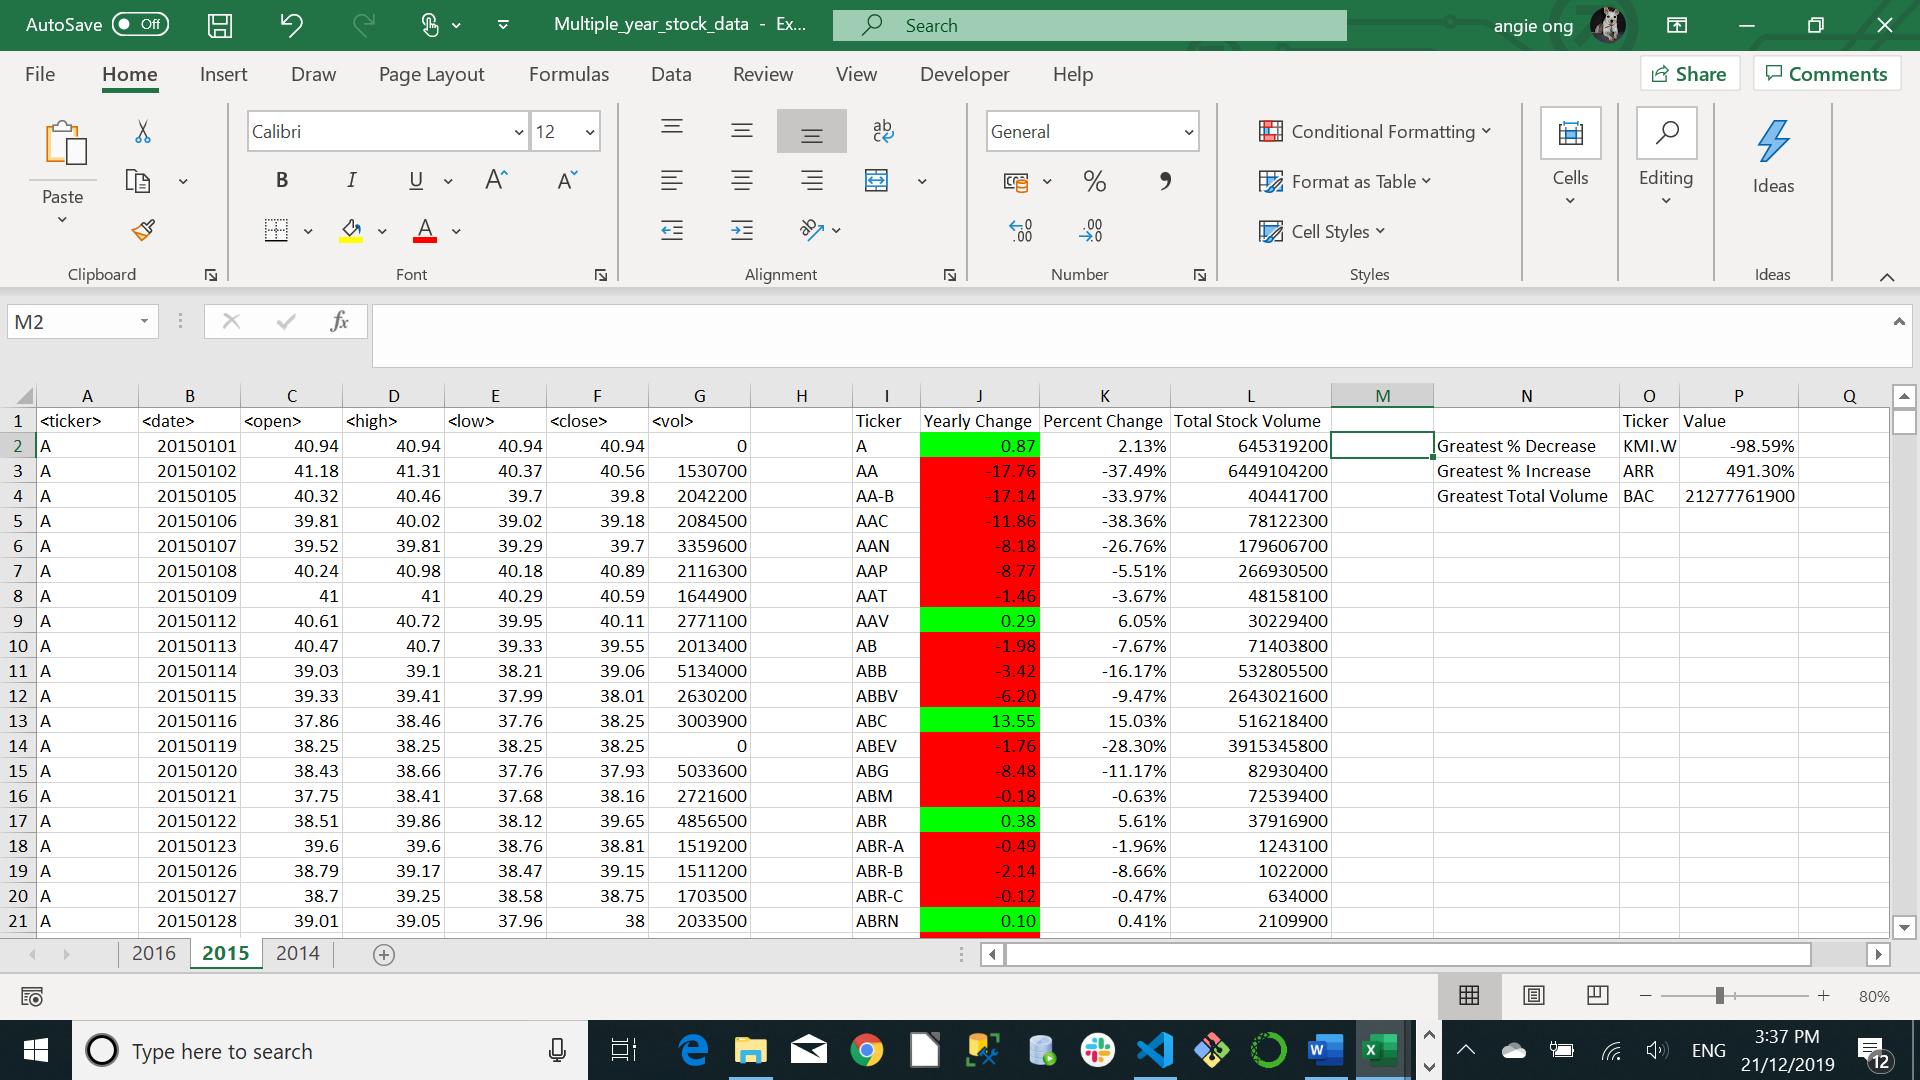 AutoSave Off Multiple_year_stock_data - Ex... Search angie ong
File Home Insert Draw Page Layout Formulas Data Review View Developer Help Share Comments
Paste
Calibri 12
ab c
General
Conditional Formatting
Format as Table
Cell Styles
Cells
Editing
Ideas
B I U A A
A
% 9
.00 .00
Clipboard Font Alignment Number Styles Ideas
M2 fx
A B C D E F G H I J K L M N O P Q
1 <ticker> <date> <open> <high> <low> <close> <vol> Ticker Yearly Change Percent Change Total Stock Volume Ticker Value
2 A 20150101 40.94 40.94 40.94 40.94 0 A 0.87 2.13% 645319200 Greatest % Decrease KMI.W -98.59%
3 A 20150102 41.18 41.31 40.37 40.56 1530700 AA -17.76 -37.49% 6449104200 Greatest % Increase ARR 491.30%
4 A 20150105 40.32 40.46 39.7 39.8 2042200 AA-B -17.14 -33.97% 40441700 Greatest Total Volume BAC 21277761900
5 A 20150106 39.81 40.02 39.02 39.18 2084500 AAC -11.86 -38.36% 78122300
6 A 20150107 39.52 39.81 39.29 39.7 3359600 AAN -8.18 -26.76% 179606700
7 A 20150108 40.24 40.98 40.18 40.89 2116300 AAP -8.77 -5.51% 266930500
8 A 20150109 41 41 40.29 40.59 1644900 AAT -1.46 -3.67% 48158100
9 A 20150112 40.61 40.72 39.95 40.11 2771100 AAV 0.29 6.05% 30229400
10 A 20150113 40.47 40.7 39.33 39.55 2013400 AB -1.98 -7.67% 71403800
11 A 20150114 39.03 39.1 38.21 39.06 5134000 ABB -3.42 -16.17% 532805500
12 A 20150115 39.33 39.41 37.99 38.01 2630200 ABBV -6.20 -9.47% 2643021600
13 A 20150116 37.86 38.46 37.76 38.25 3003900 ABC 13.55 15.03% 516218400
14 A 20150119 38.25 38.25 38.25 38.25 0 ABEV -1.76 -28.30% 3915345800
15 A 20150120 38.43 38.66 37.76 37.93 5033600 ABG -8.48 -11.17% 82930400
16 A 20150121 37.75 38.41 37.68 38.16 2721600 ABM -0.18 -0.63% 72539400
17 A 20150122 38.51 39.86 38.12 39.65 4856500 ABR 0.38 5.61% 37916900
18 A 20150123 39.6 39.6 38.76 38.81 1519200 ABR-A -0.49 -1.96% 1243100
19 A 20150126 38.79 39.17 38.47 39.15 1511200 ABR-B -2.14 -8.66% 1022000
20 A 20150127 38.7 39.25 38.58 38.75 1703500 ABR-C -0.12 -0.47% 634000
21 A 20150128 39.01 39.05 37.96 38 2033500 ABRN 0.10 0.41% 2109900
2016 2015 2014
80%
Type here to search ENG 3:37 PM
21/12/2019 12